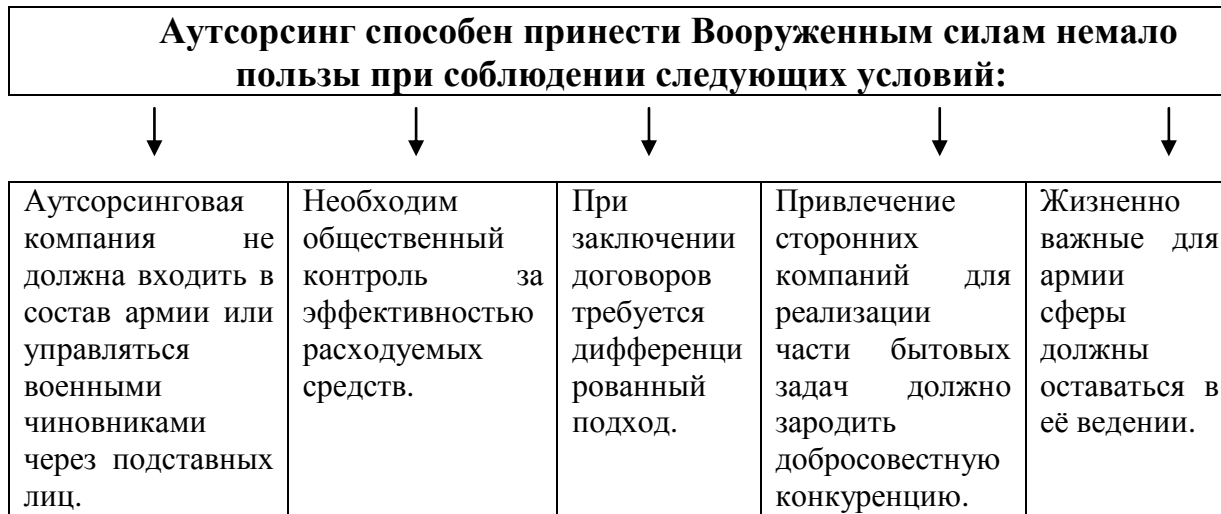 Аутсорсинг способен принести Вооруженным силам немало
пользы при соблюдении следующих условий:
Аутсорсинговая
компания не
должна входить в
состав армии или
управляться
военными
чиновниками
через подставных
лиц.
Необходим
общественный
контроль за
эффективностью
расходуемых
средств.
При
заключении
договоров
требуется
дифференци
рованный
подход.
Привлечение
сторонних
компаний для
реализации
части бытовых
задач должно
зародить
добросовестную
конкуренцию.
Жизненно
важные для
армии
сферы
должны
оставаться в
её ведении.